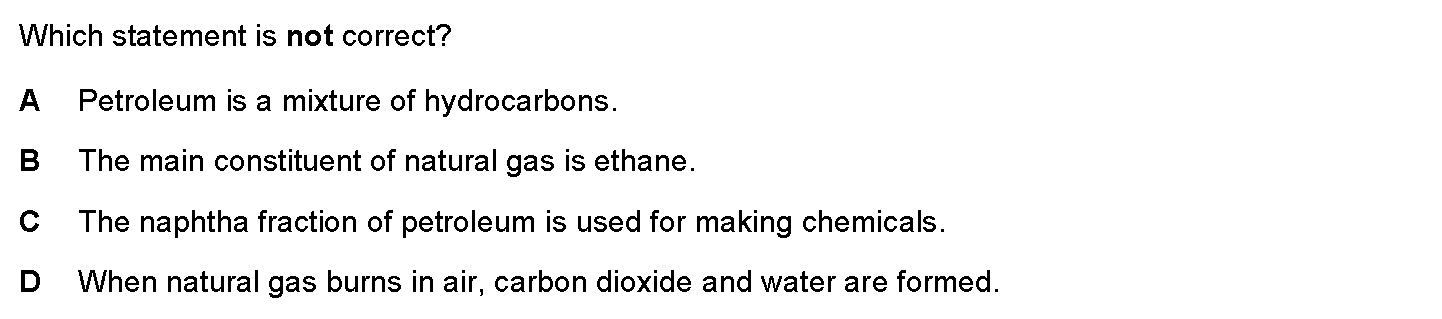 Which statement is not correct?
A Petroleum is a mixture of hydrocarbons.
B The main constituent of natural gas is ethane.
C The naphtha fraction of petroleum is used for making chemicals.
D When natural gas burns in air, carbon dioxide and water are formed.